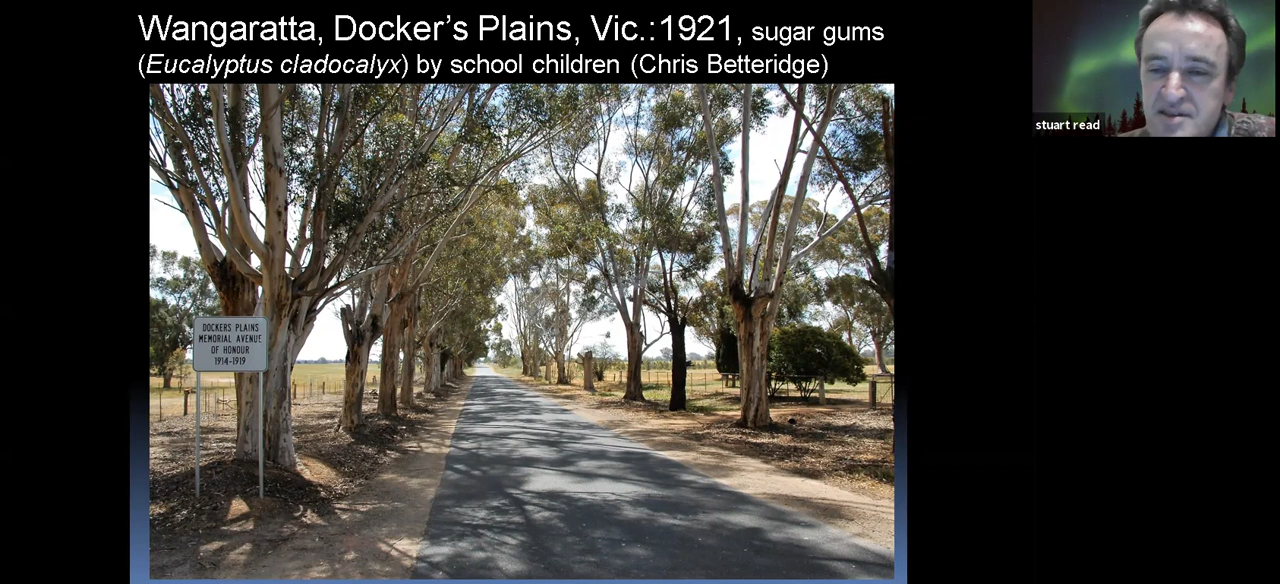 Wangaratta, Docker’s Plains, Vic.:1921, sugar gums
(Eucalyptus cladocalyx) by school children (Chris Betteridge)
stuart read
DOCKERS PLAINS
MEMORIAL AVENUE
OF HONOUR
1914-1919